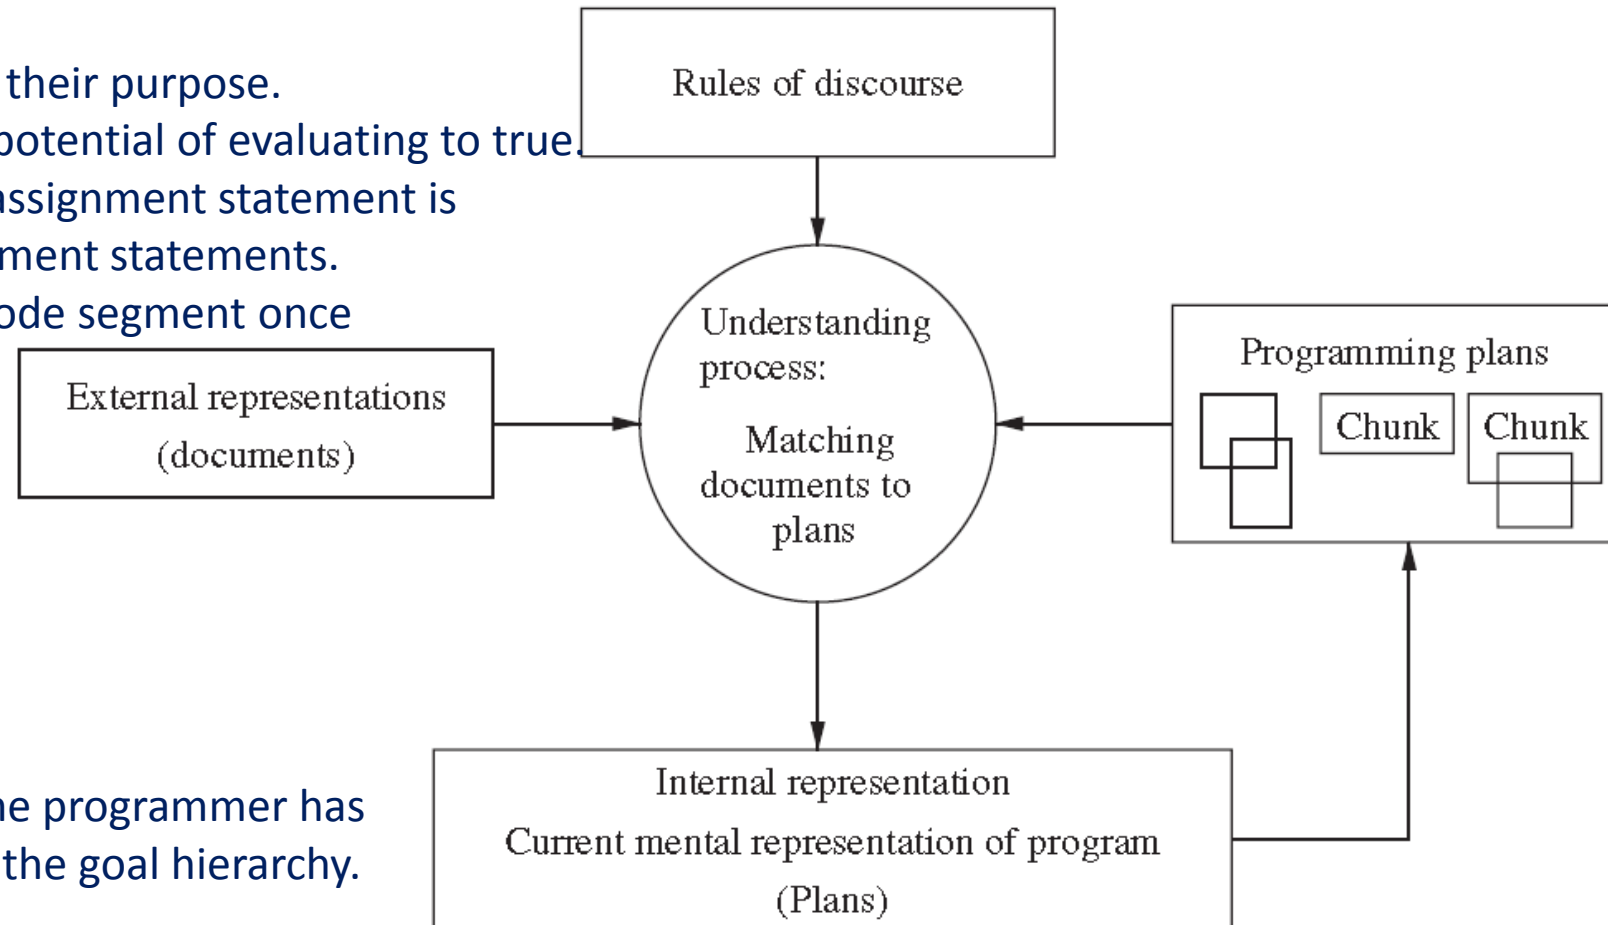 their purpose.
potential of evaluating to true.
assignment statement is
ment statements.
ode segment once
Rules of discourse
External representations
(documents)
Understanding
process:
Matching
documents to
plans
Programming plans
Chunk
Chunk
Internal representation
Current mental representation of program
(Plans)
ne programmer has
the goal hierarchy.